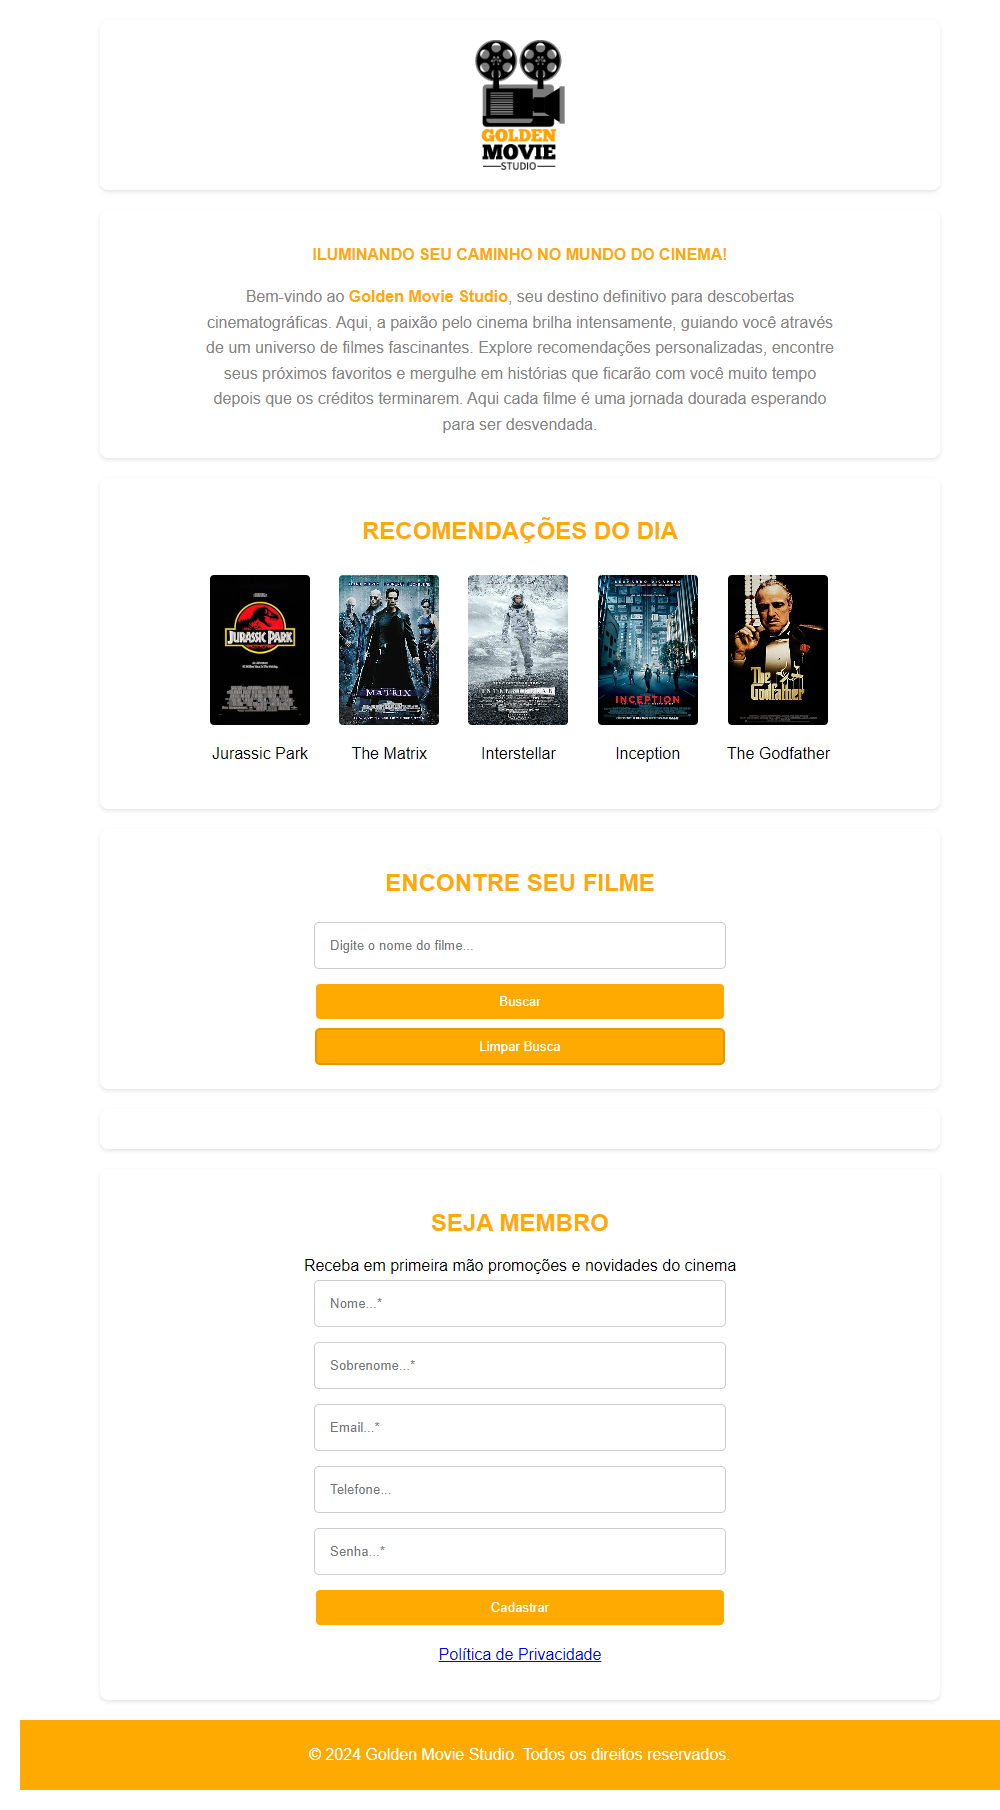 GOLDEN
MOVIE
STUDIO
ILUMINANDO SEU CAMINHO NO MUNDO DO CINEMA!
Bem-vindo ao Golden Movie Studio, seu destino definitivo para descobertas
cinematográficas. Aqui, a paixão pelo cinema brilha intensamente, guiando você através
de um universo de filmes fascinantes. Explore recomendações personalizadas, encontre
seus próximos favoritos e mergulhe em histórias que ficarão com você muito tempo
depois que os créditos terminarem. Aqui cada filme é uma jornada dourada esperando
para ser desvendada.
RECOMENDAÇÕES DO DIA
JURASSIC PARK
MATRIX
INTERSTELLAR
INCEPTION
The
Godfather
Jurassic Park
The Matrix
Interstellar
Inception
The Godfather
ENCONTRE SEU FILME
Digite o nome do filme...
Buscar
Limpar Busca
SEJA MEMBRO
Receba em primeira mão promoções e novidades do cinema
Nome...*
Sobrenome...*
Email...*
Telefone...
Senha...*
Cadastrar
Política de Privacidade
© 2024 Golden Movie Studio. Todos os direitos reservados.